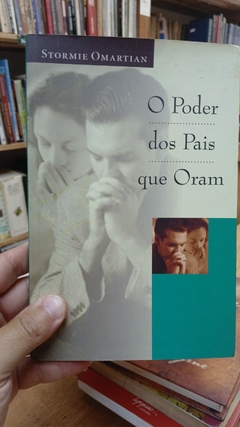 STORMIE OMARTIAN
O Poder
dos Pais
que Oram